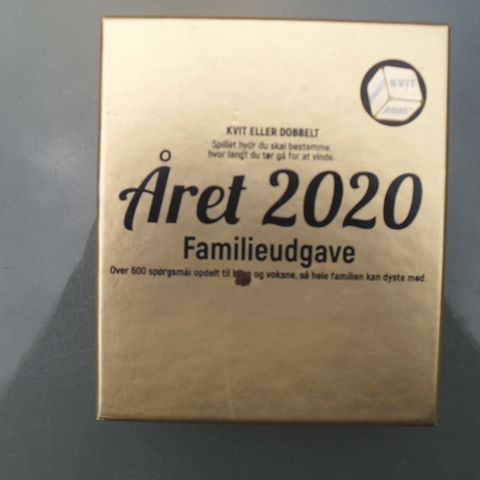 KVIT
KVIT ELLER DOBBELT
Spillet hvor du skal bestemme,
hvor langt du tør gå for at vinde.
Året 2020
Familieudgave
Over 600 spørgsmål opdelt til og voksne, så hele familien kan dyste med.